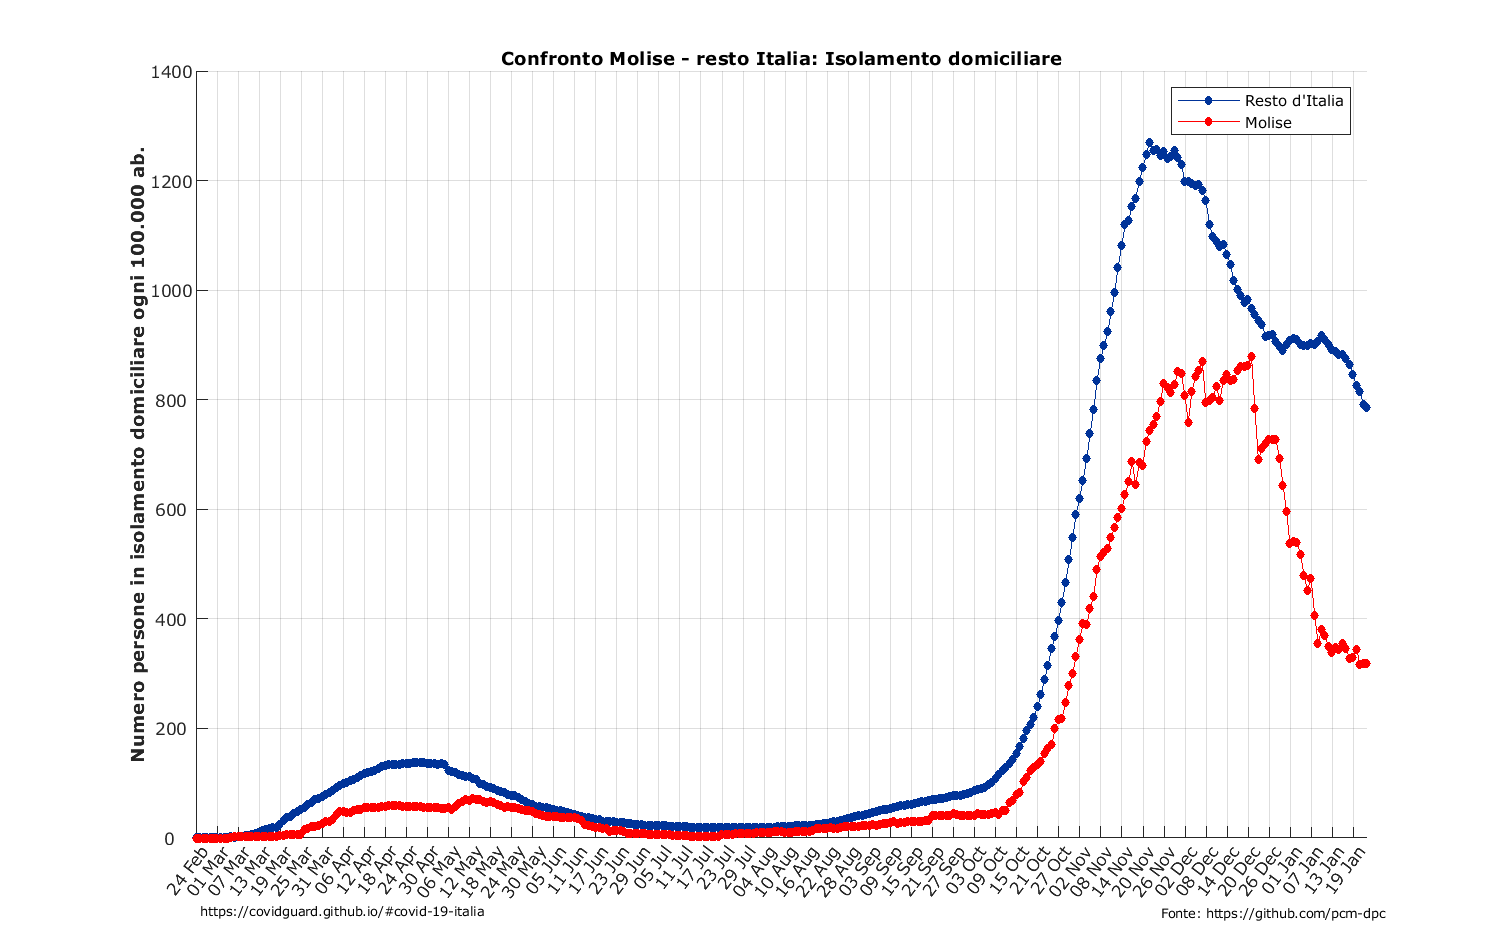 Confronto Molise - resto Italia: Isolamento domiciliare
Numero persone in isolamento domiciliare ogni 100.000 ab.
1400
1200
1000
800
600
400
200
0
Resto d'Italia
Molise
24 Feb
01 Mar
07 Mar
13 Mar
19 Mar
25 Mar
31 Mar
06 Apr
12 Apr
18 Apr
24 Apr
30 Apr
06 May
12 May
18 May
24 May
30 May
05 Jun
11 Jun
17 Jun
23 Jun
29 Jun
05 Jul
11 Jul
17 Jul
23 Jul
29 Jul
04 Aug
10 Aug
16 Aug
22 Aug
28 Aug
03 Sep
09 Sep
15 Sep
21 Sep
27 Sep
03 Oct
09 Oct
15 Oct
21 Oct
27 Oct
02 Nov
08 Nov
14 Nov
20 Nov
26 Nov
02 Dec
08 Dec
14 Dec
20 Dec
26 Dec
01 Jan
07 Jan
13 Jan
19 Jan
https://covidguard.github.io/#covid-19-italia
Fonte: https://github.com/pcm-dpc